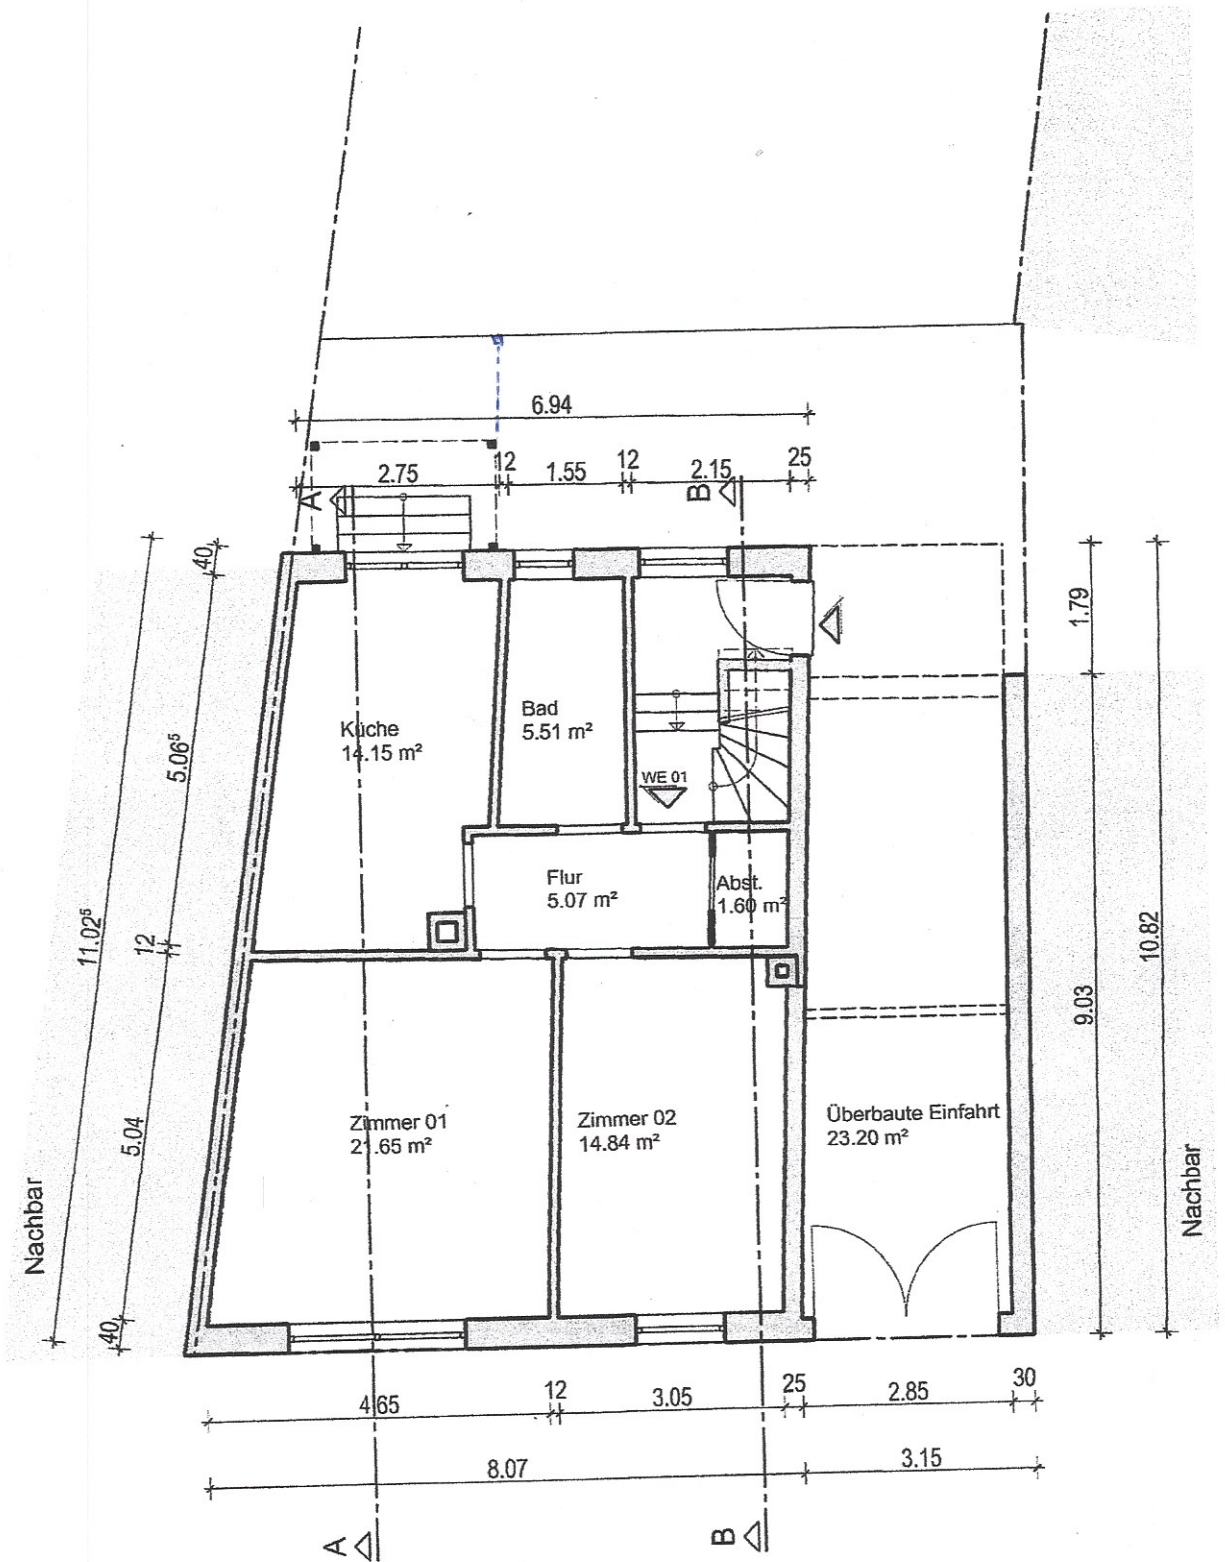 6.94
2.75
12
1.55
12
2.15
25
A
B
40
5.06⁵
11.02⁵
12
5.04
40
1.79
10.82
9.03
Küche
14.15 m²
Bad
5.51 m²
WE 01
Flur
5.07 m²
Abst.
1.60 m²
Zimmer 01
21.65 m²
Zimmer 02
14.84 m²
Überbaute Einfahrt
23.20 m²
Nachbar
Nachbar
4.65
12
3.05
25
2.85
30
8.07
3.15
A
B